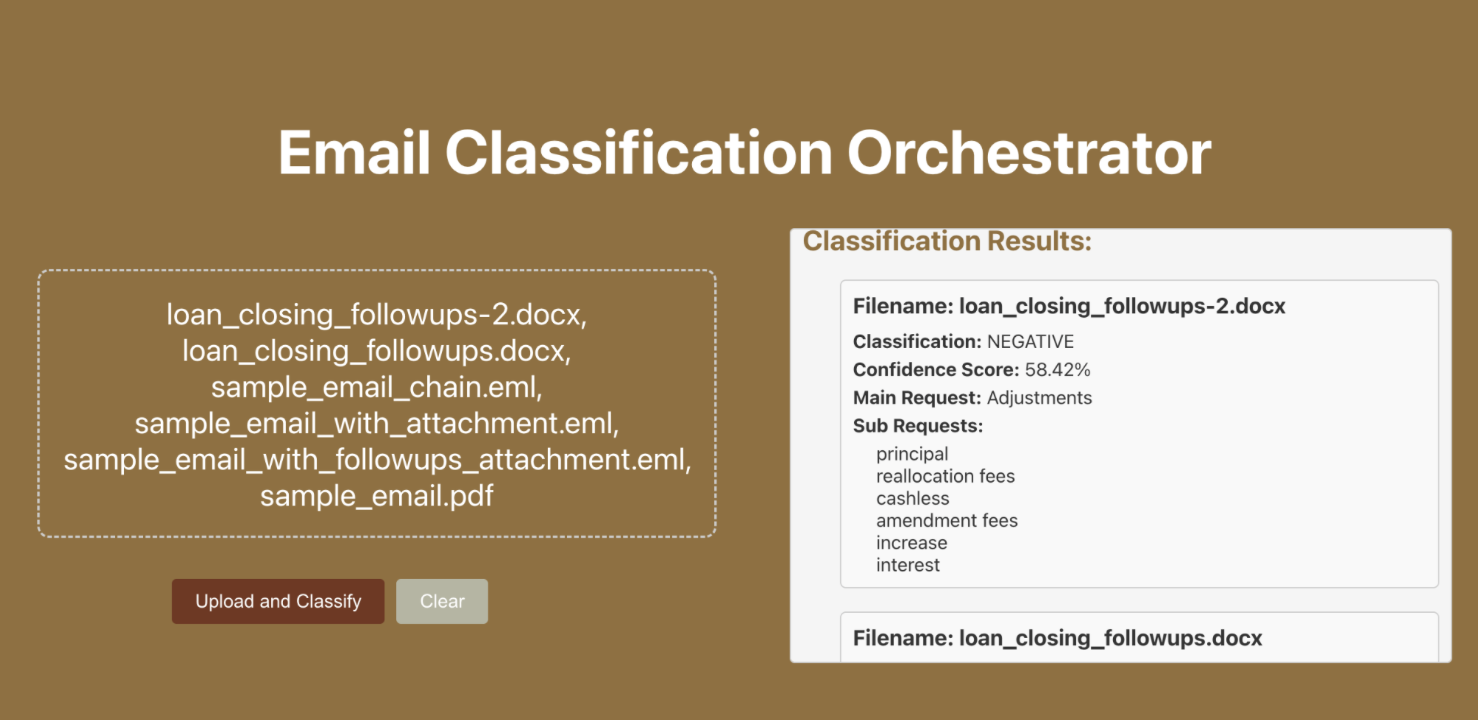 Email Classification Orchestrator
loan_closing_followups-2.docx,
loan_closing_followups.docx,
sample_email_chain.eml,
sample_email_with_attachment.eml,
sample_email_with_followups_attachment.eml,
sample_email.pdf
Upload and Classify
Clear
Classification Results:
Filename: loan_closing_followups-2.docx
Classification: NEGATIVE
Confidence Score: 58.42%
Main Request: Adjustments
Sub Requests:
principal
reallocation fees
cashless
amendment fees
increase
interest
Filename: loan_closing_followups.docx